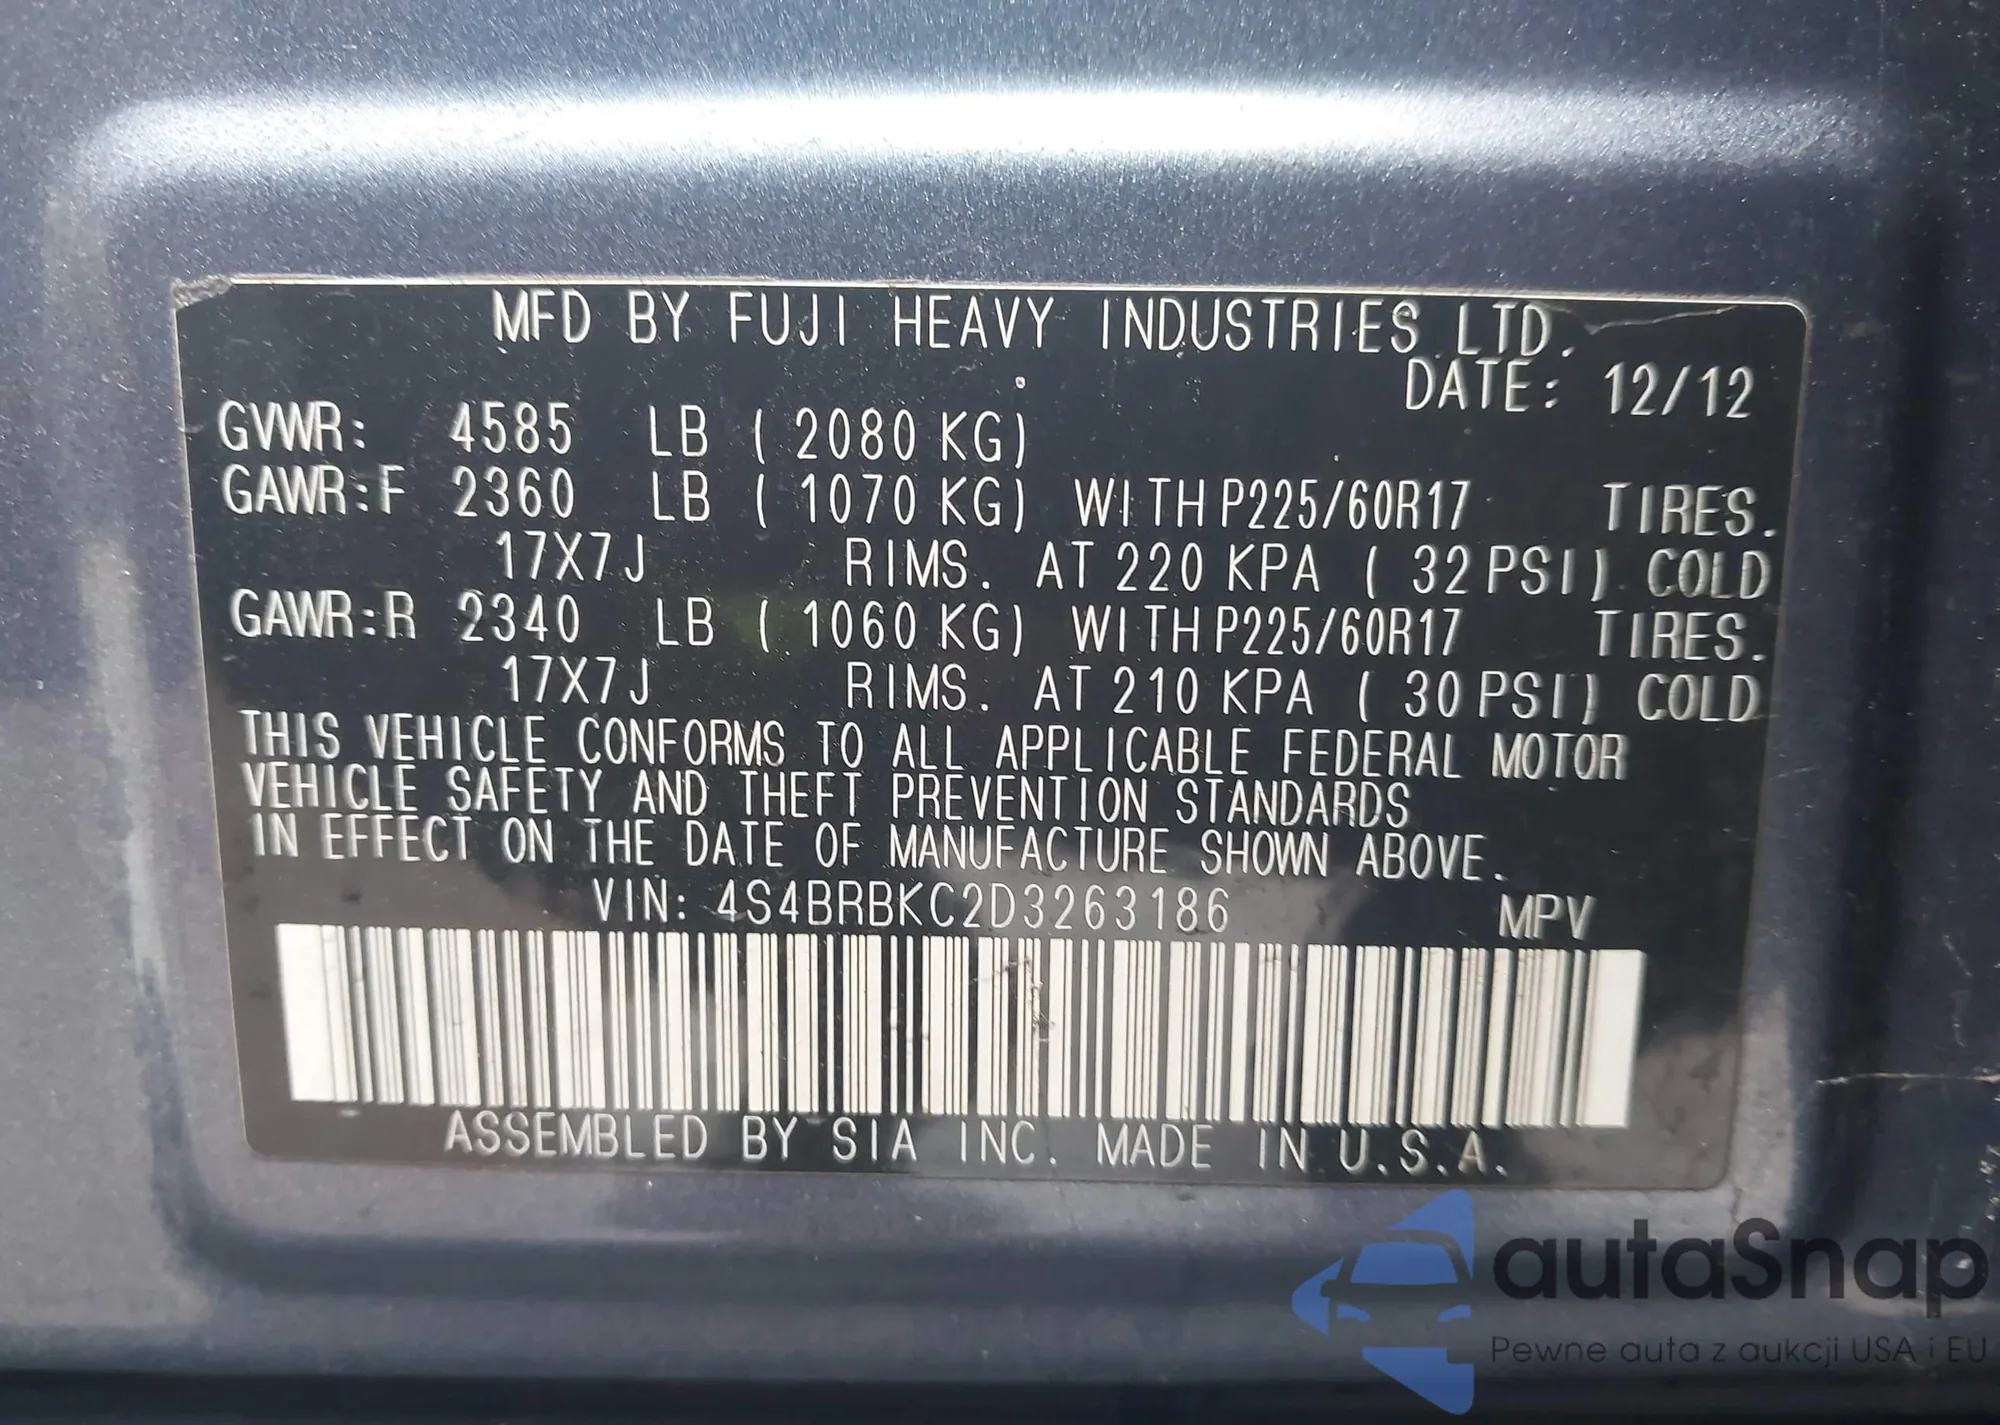 MFD BY FUJI HEAVY INDUSTRIES LTD.
DATE: 12/12
GVWR: 4585 LB ( 2080 KG)
GAWR:F 2360 LB ( 1070 KG) WITH P225/60R17 TIRES.
17X7J RIMS. AT 220 KPA ( 32 PSI) COLD
GAWR:R 2340 LB ( 1060 KG) WITH P225/60R17 TIRES.
17X7J RIMS. AT 210 KPA ( 30 PSI) COLD
THIS VEHICLE CONFORMS TO ALL APPLICABLE FEDERAL MOTOR
VEHICLE SAFETY AND THEFT PREVENTION STANDARDS
IN EFFECT ON THE DATE OF MANUFACTURE SHOWN ABOVE.
VIN: 4S4BRBKC2D3263186 MPV
ASSEMBLED BY SIA INC. MADE IN U.S.A.
autaSnap
Pewne auta z aukcji USA i EU